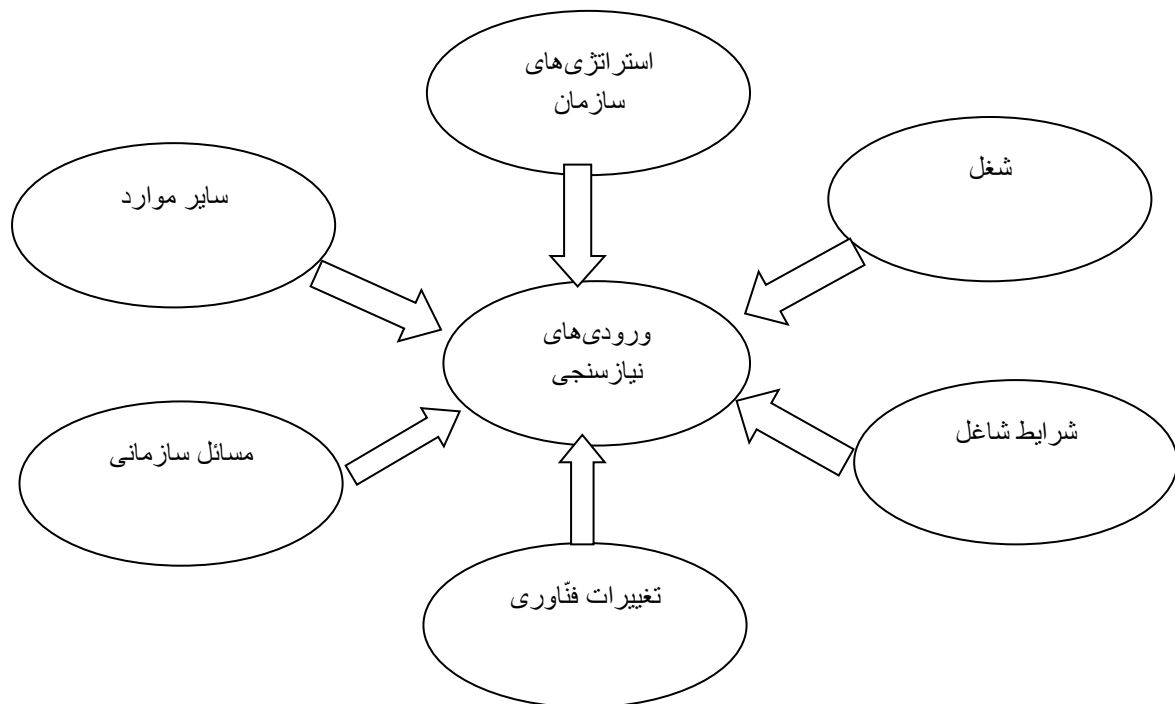 استراتژی‌های
سازمان
شغل
سایر موارد
ورودی‌های
نیازسنجی
شرایط شاغل
مسائل سازمانی
تغییرات فنّاوری